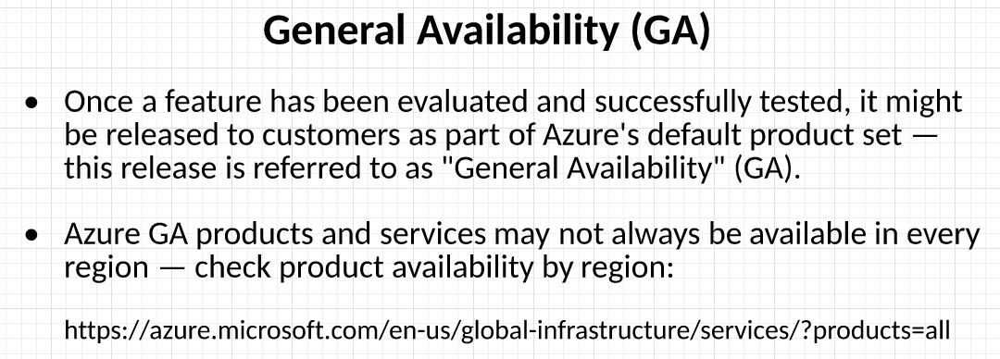 General Availability (GA)
• Once a feature has been evaluated and successfully tested, it might
be released to customers as part of Azure's default product set —
this release is referred to as "General Availability" (GA).
• Azure GA products and services may not always be available in every
region — check product availability by region:
https://azure.microsoft.com/en-us/global-infrastructure/services/?products=all